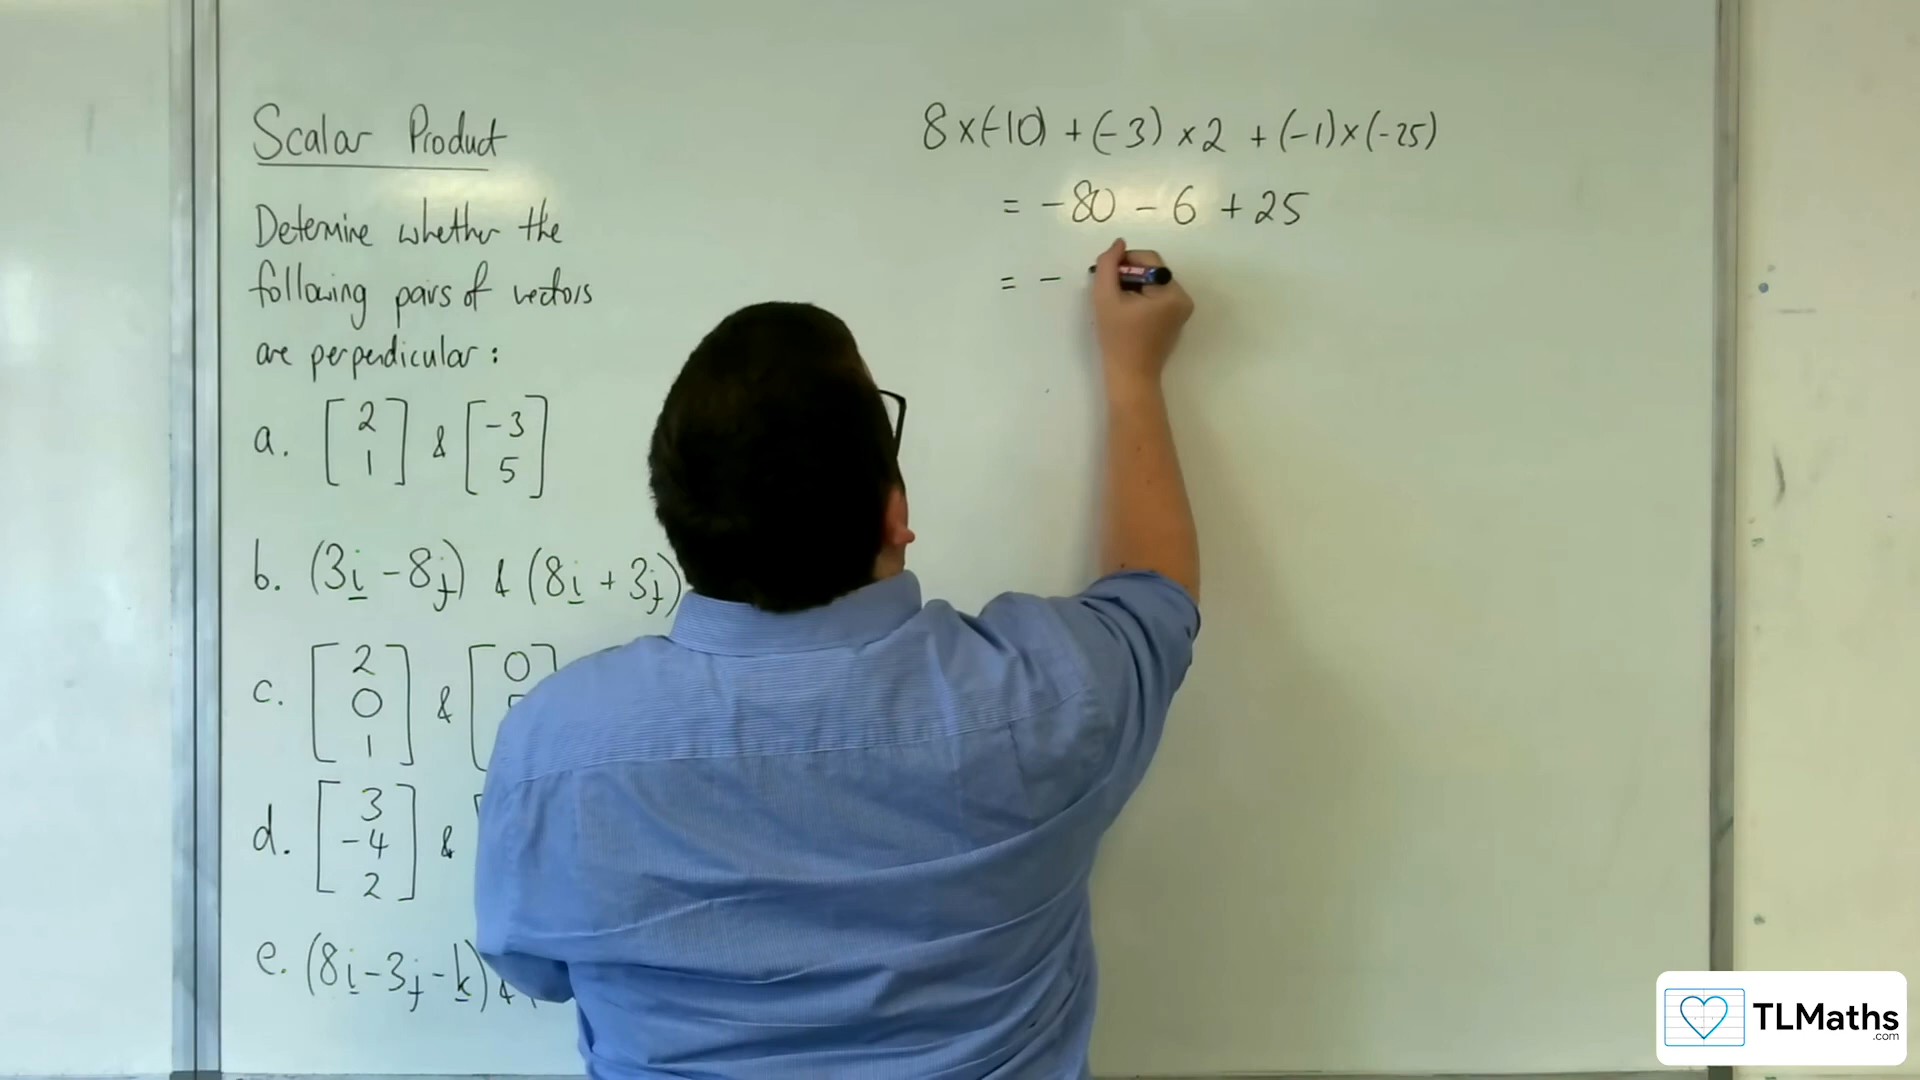 Scalar Product
Determine whether the
following pairs of vectors
are perpendicular:
a. [2 1] & [-3 5]
b. (3i - 8j) & (8i + 3j)
c. [2 0 1] & [0
d. [3 -4 2] &
e. (8i - 3j - k) & (
8×(-10) + (-3) × 2 + (-1)×(-25)
= -80 - 6 + 25
= -
TLMaths
.com